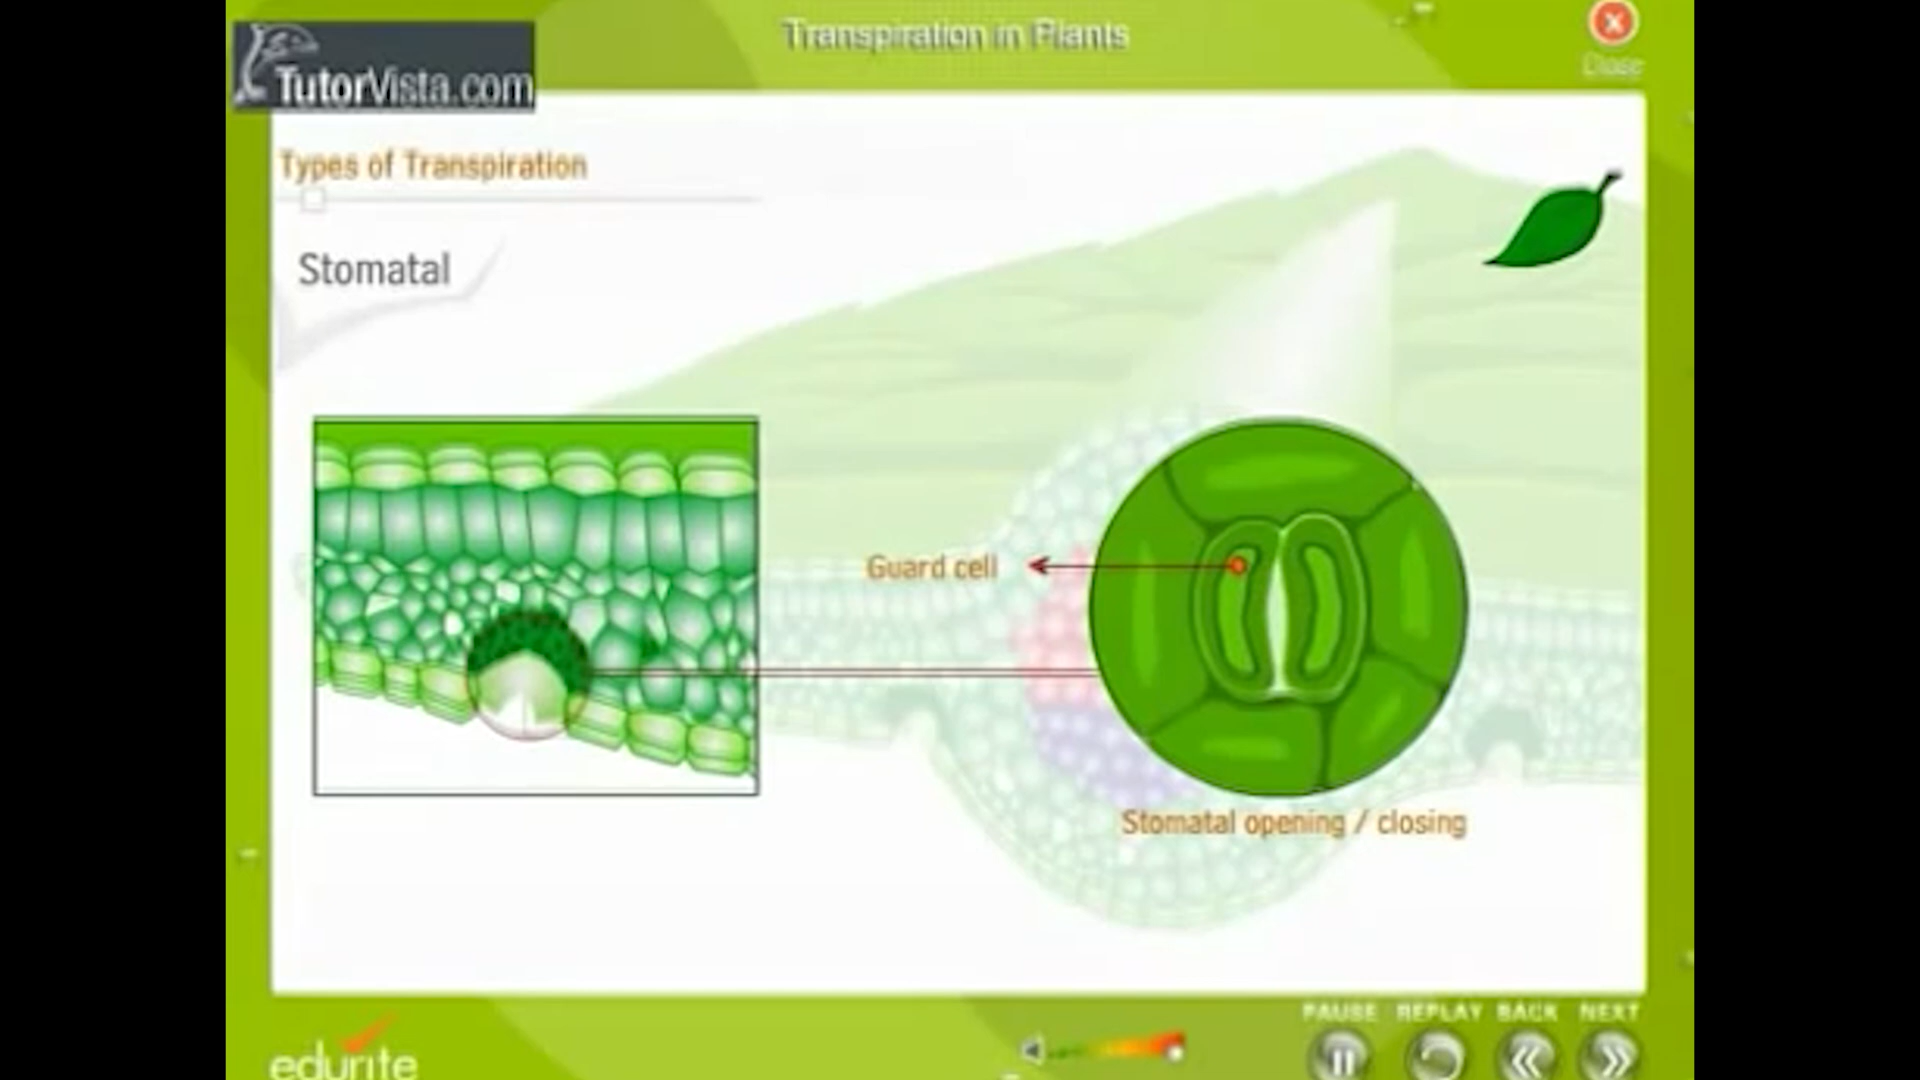 Transpiration in Plants
Close
TutorVista.com
Types of Transpiration
Stomatal
Guard cell
Stomatal opening / closing
PAUSE REPLAY BACK NEXT
edurite